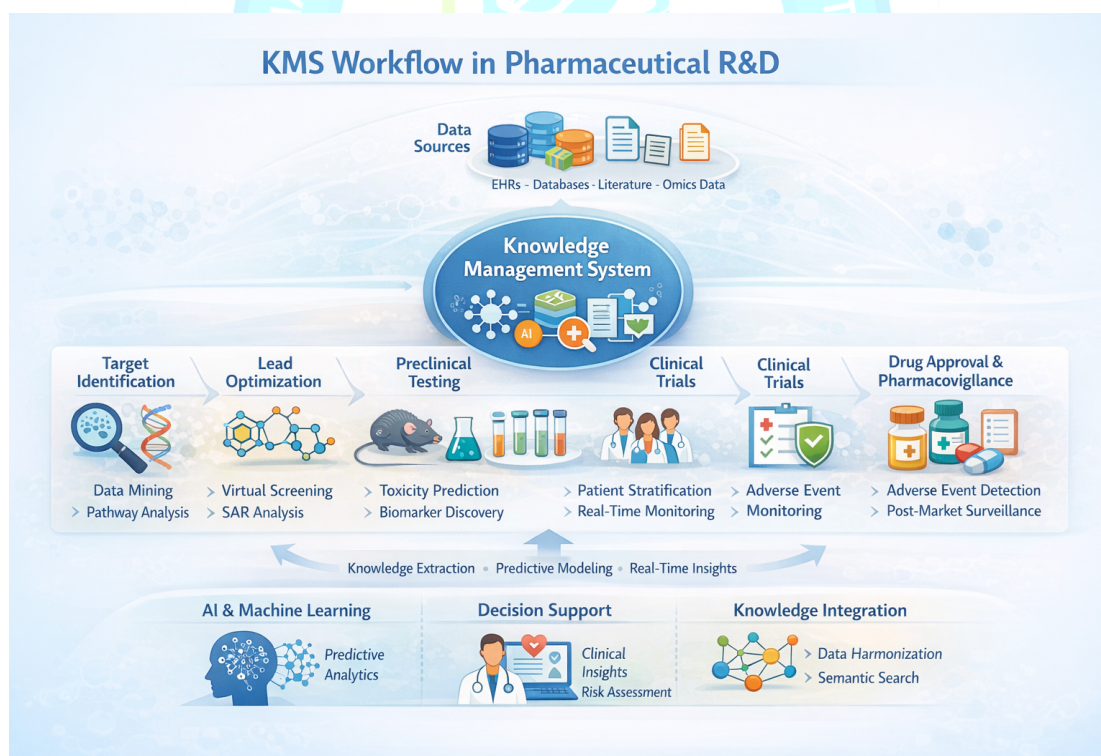 KMS Workflow in Pharmaceutical R&D
Data
Sources
EHRs - Databases - Literature - Omics Data
Knowledge
Management System
AI
Target
Identification
Lead
Optimization
Preclinical
Testing
Clinical
Trials
Clinical
Trials
Drug Approval &
Pharmacovigllance
Data Mining
> Pathway Analysis
> Virtual Screening
> SAR Analysis
> Toxicity Prediction
> Biomarker Discovery
> Patient Stratification
> Real-Time Monitoring
> Adverse Event
> Monitoring
> Adverse Event Detection
> Post-Market Surveillance
Knowledge Extraction • Predictive Modeling • Real-Time Insights
AI & Machine Learning
Predictive
Analytics
Decision Support
Clinical
Insights
Risk Assessment
Knowledge Integration
> Data Harmonization
> Semantic Search